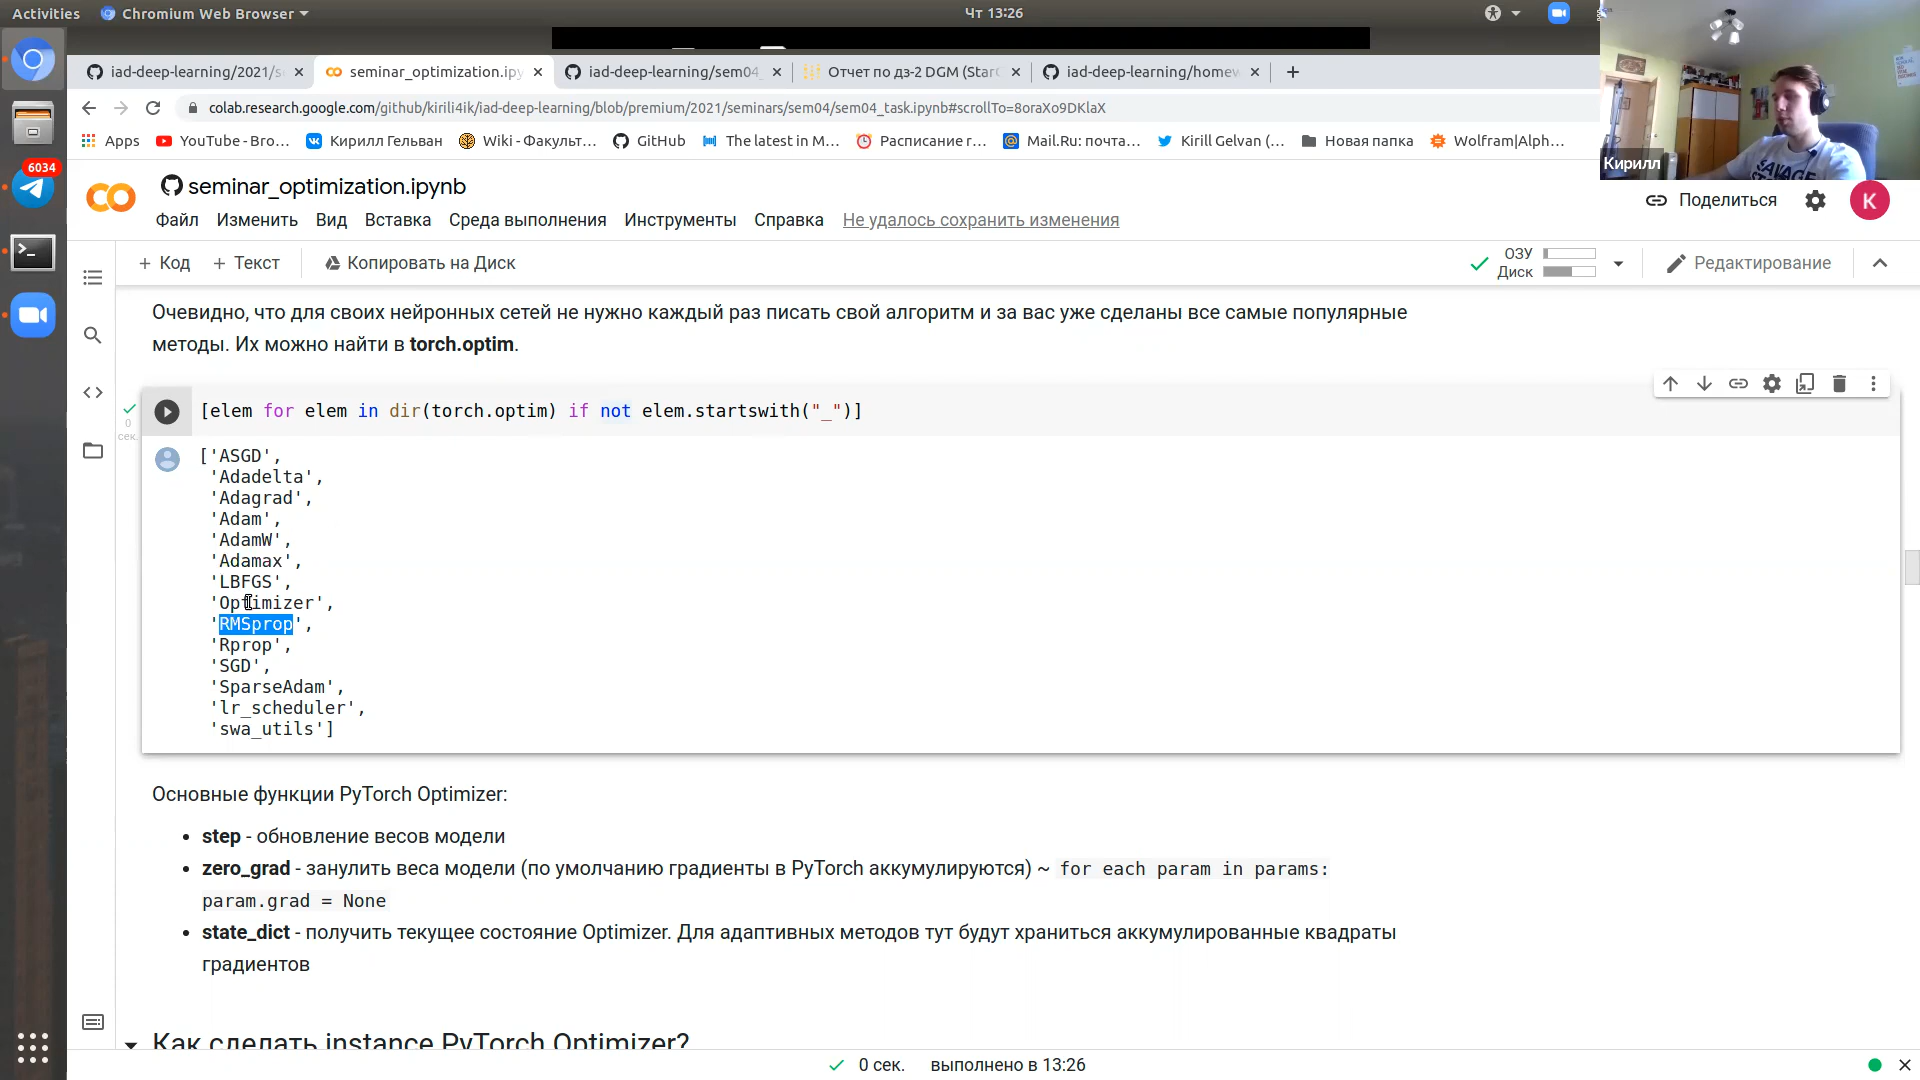 Activities
Chromium Web Browser
Чт 13:26
iad-deep-learning/2021/s
seminar_optimization.ipy
iad-deep-learning/sem04_
Отчет по дз-2 DGM (StarG
iad-deep-learning/homew
colab.research.google.com/github/kirili4ik/iad-deep-learning/blob/premium/2021/seminars/sem04/sem04_task.ipynb#scrollTo=8oraXo9DKlaX
Apps
YouTube - Bro...
Кирилл Гельван
Wiki - Факульт...
GitHub
The latest in M...
Расписание г...
Mail.Ru: почта...
Kirill Gelvan (...
Новая папка
Wolfram|Alph...
Кирилл
SAVAGE
6034
seminar_optimization.ipynb
Файл Изменить Вид Вставка Среда выполнения Инструменты Справка Не удалось сохранить изменения
Поделиться
K
+ Код + Текст Копировать на Диск
ОЗУ
Диск
Редактирование
Очевидно, что для своих нейронных сетей не нужно каждый раз писать свой алгоритм и за вас уже сделаны все самые популярные
методы. Их можно найти в torch.optim.
0
сек.
[elem for elem in dir(torch.optim) if not elem.startswith("_")]
['ASGD',
'Adadelta',
'Adagrad',
'Adam',
'AdamW',
'Adamax',
'LBFGS',
'Optimizer',
'RMSprop',
'Rprop',
'SGD',
'SparseAdam',
'lr_scheduler',
'swa_utils']
Основные функции PyTorch Optimizer:
• step - обновление весов модели
• zero_grad - занулить веса модели (по умолчанию градиенты в PyTorch аккумулируются) ~ for each param in params:
param.grad = None
• state_dict - получить текущее состояние Optimizer. Для адаптивных методов тут будут храниться аккумулированные квадраты
градиентов
Как сделать instance PyTorch Optimizer?
0 сек. выполнено в 13:26